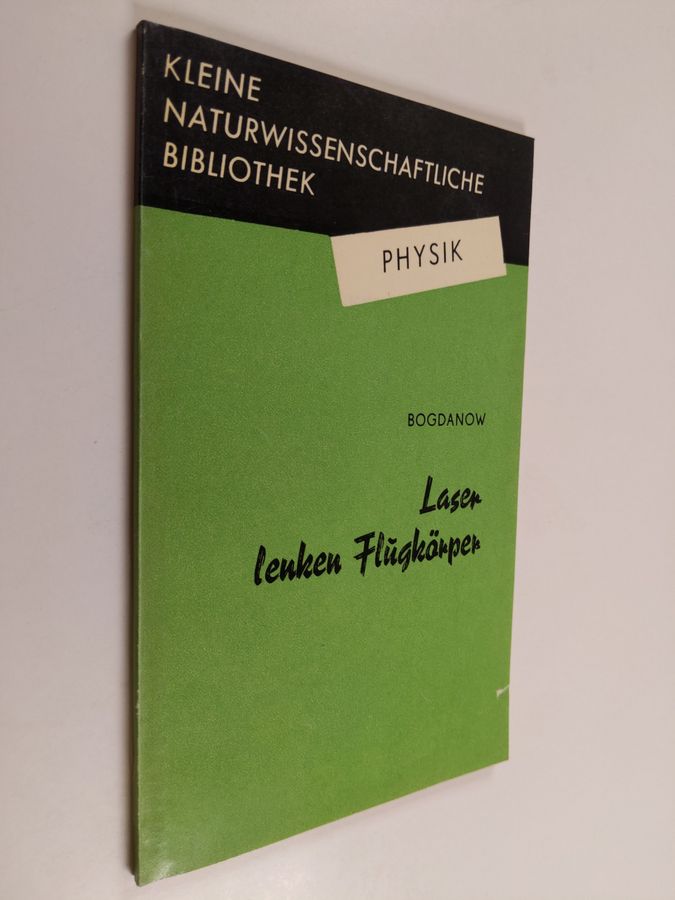 KLEINE
NATURWISSENSCHAFTLICHE
BIBLIOTHEK
PHYSIK
BOGDANOW
Laser
lenken Flugkörper